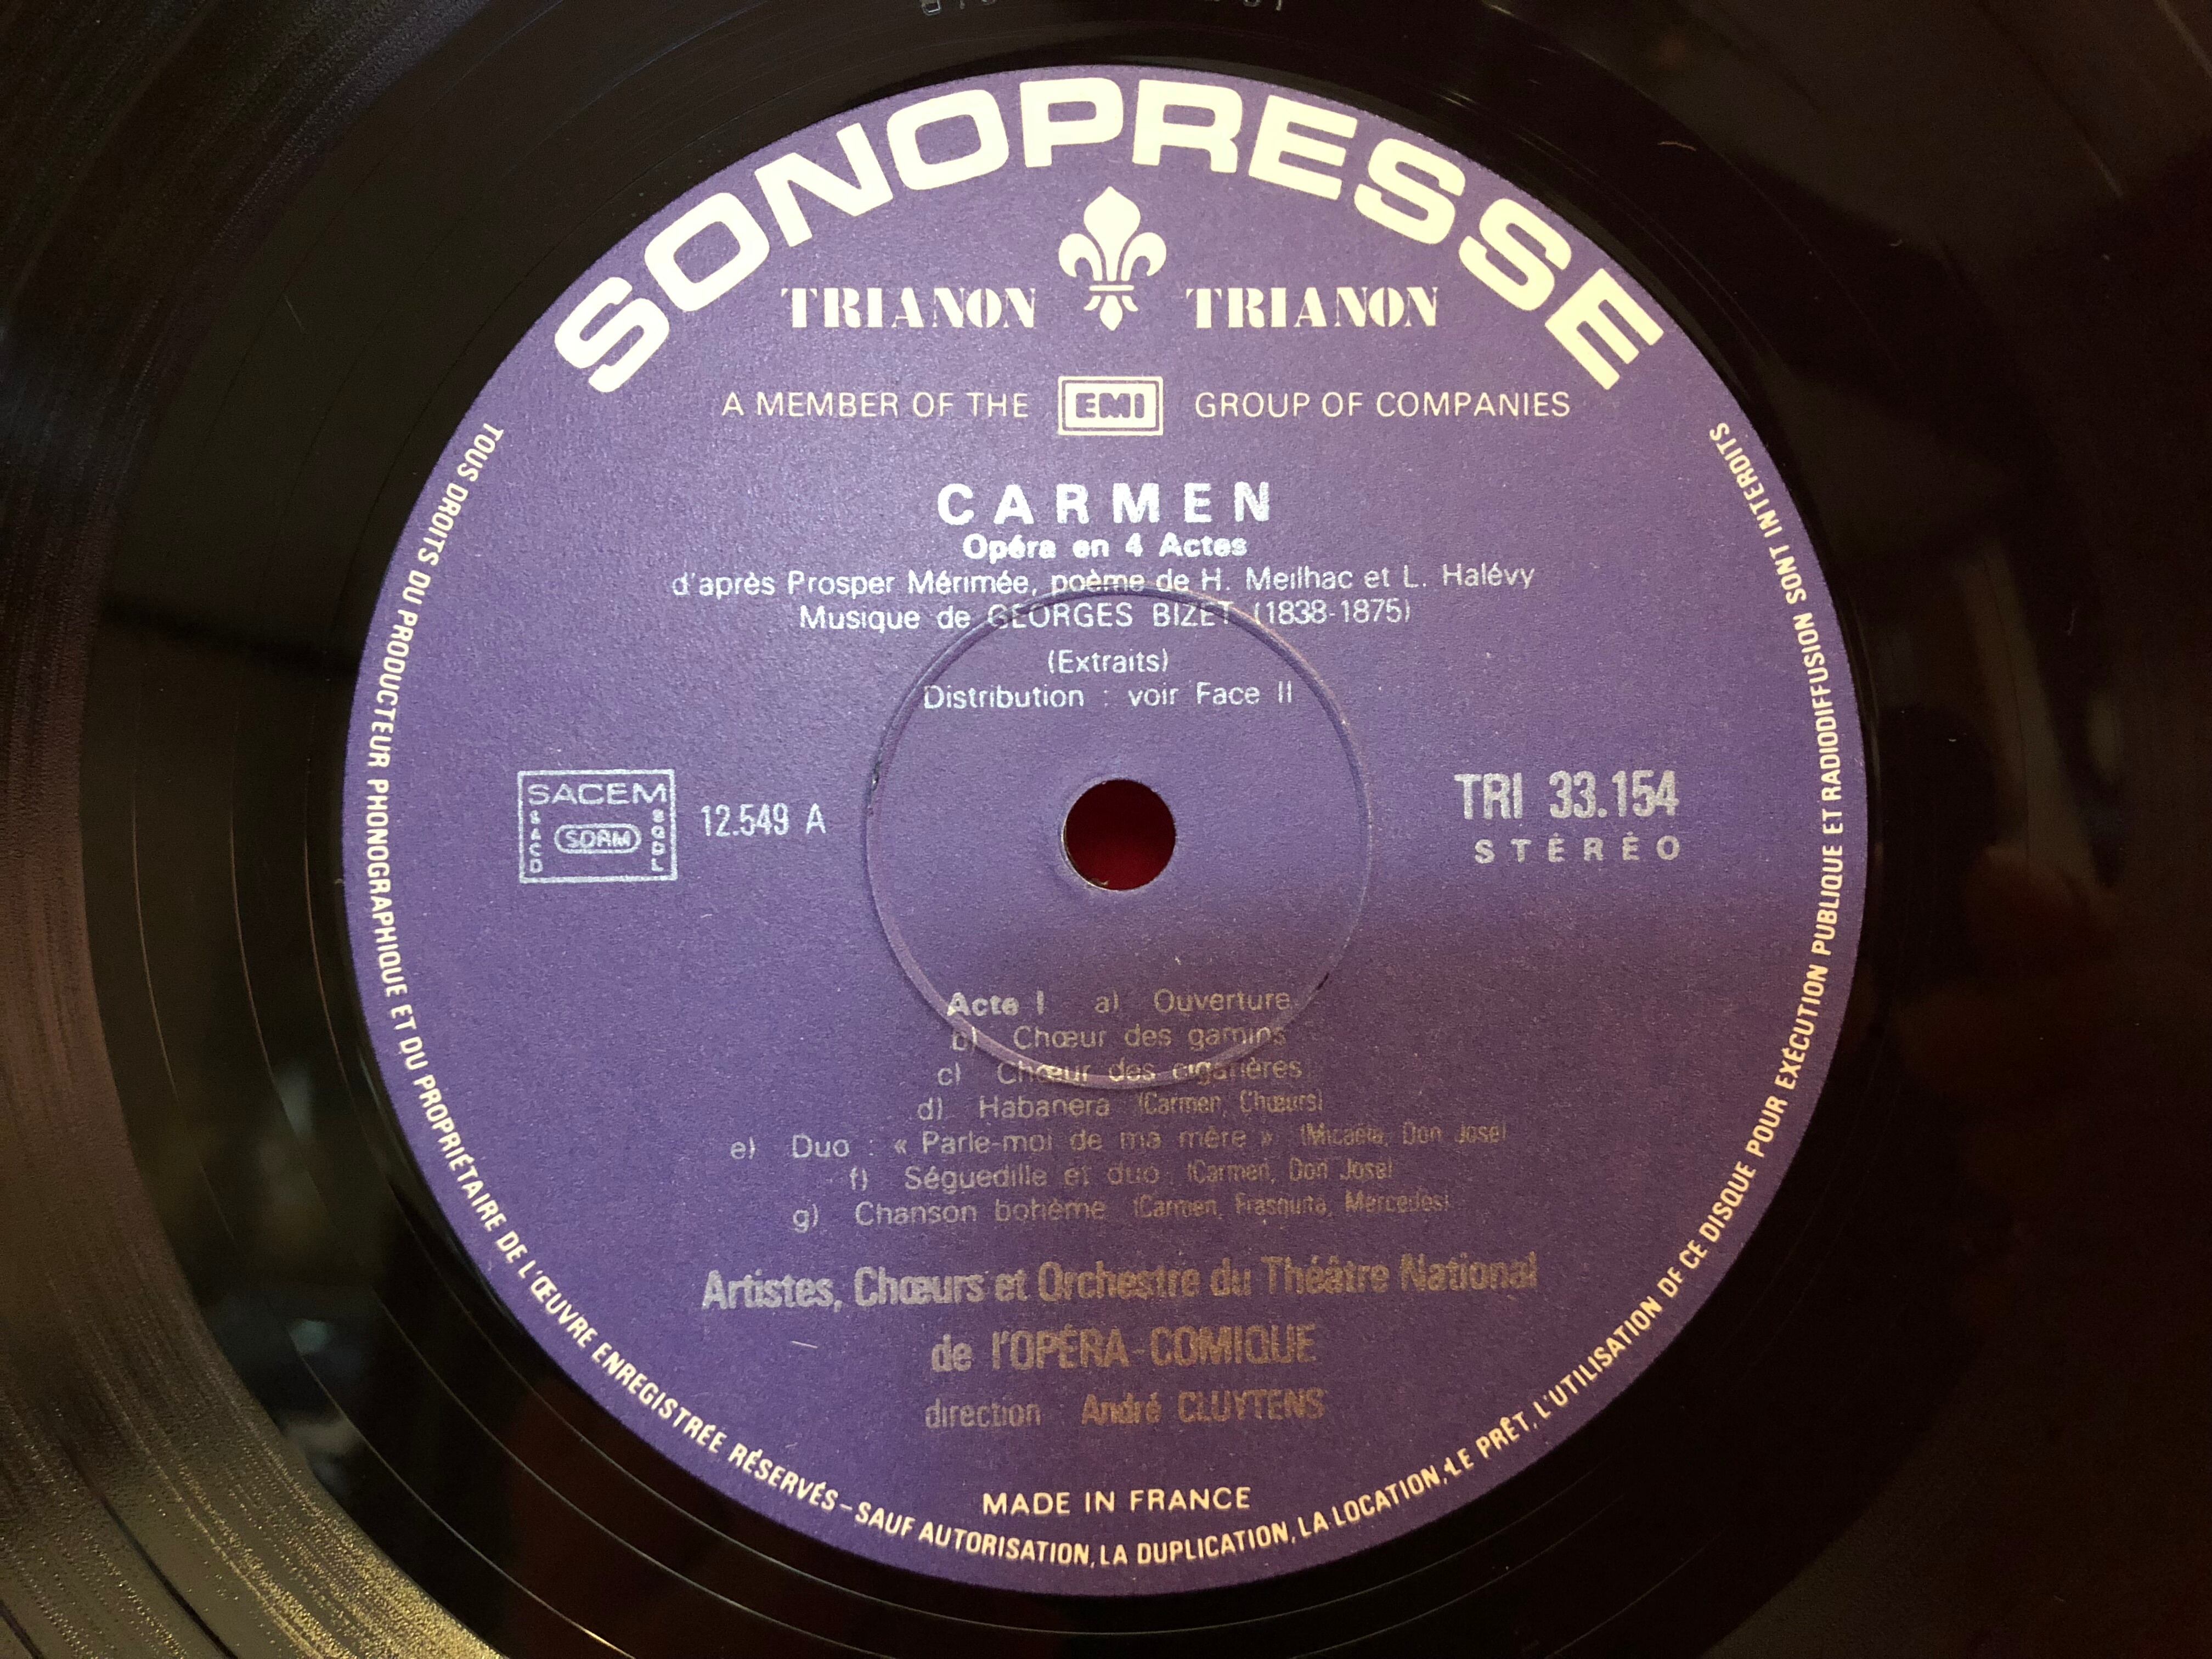 SONOPRESSE
TRIANON TRIANON
A MEMBER OF THE EMI GROUP OF COMPANIES
CARMEN
Opéra en 4 Actes
d'après Prosper Mérimée, poème de H. Meilhac et L. Halévy
Musique de GEORGES BIZET (1838-1875)
(Extraits)
Distribution : voir Face II
SACEM
SACD
SDRM
SGDL
12.549 A
TRI 33.154
STÉRÉO
Acte I a) Ouverture
b) Chœur des gamins
c) Chœur des cigarières
d) Habanera (Carmen, Chœurs)
e) Duo : « Parle-moi de ma mère » (Micaëla, Don José)
f) Séguedille et duo (Carmen, Don José)
g) Chanson bohème (Carmen, Frasquita, Mercedès)
Artistes, Chœurs et Orchestre du Théâtre National
de l'OPÉRA-COMIQUE
direction : André CLUYTENS
MADE IN FRANCE
TOUS DROITS DU PRODUCTEUR PHONOGRAPHIQUE ET DU PROPRIÉTAIRE DE L'ŒUVRE ENREGISTRÉE RÉSERVÉS - SAUF AUTORISATION, LA DUPLICATION, LA LOCATION, LE PRÊT, L'UTILISATION DE CE DISQUE POUR EXÉCUTION PUBLIQUE ET RADIODIFFUSION SONT INTERDITS